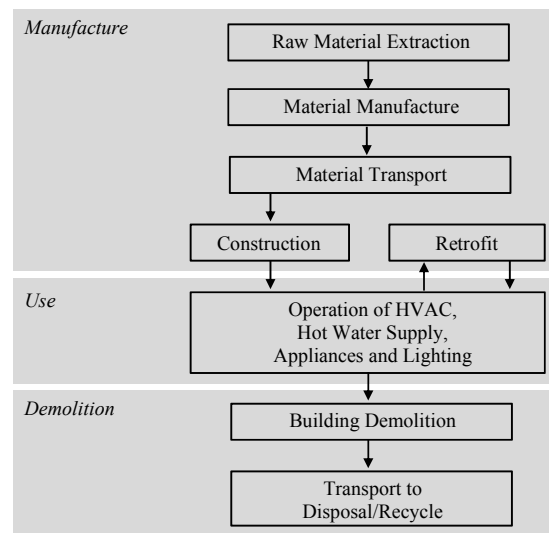 Manufacture
Raw Material Extraction
Material Manufacture
Material Transport
Construction
Retrofit
Use
Operation of HVAC,
Hot Water Supply,
Appliances and Lighting
Demolition
Building Demolition
Transport to
Disposal/Recycle